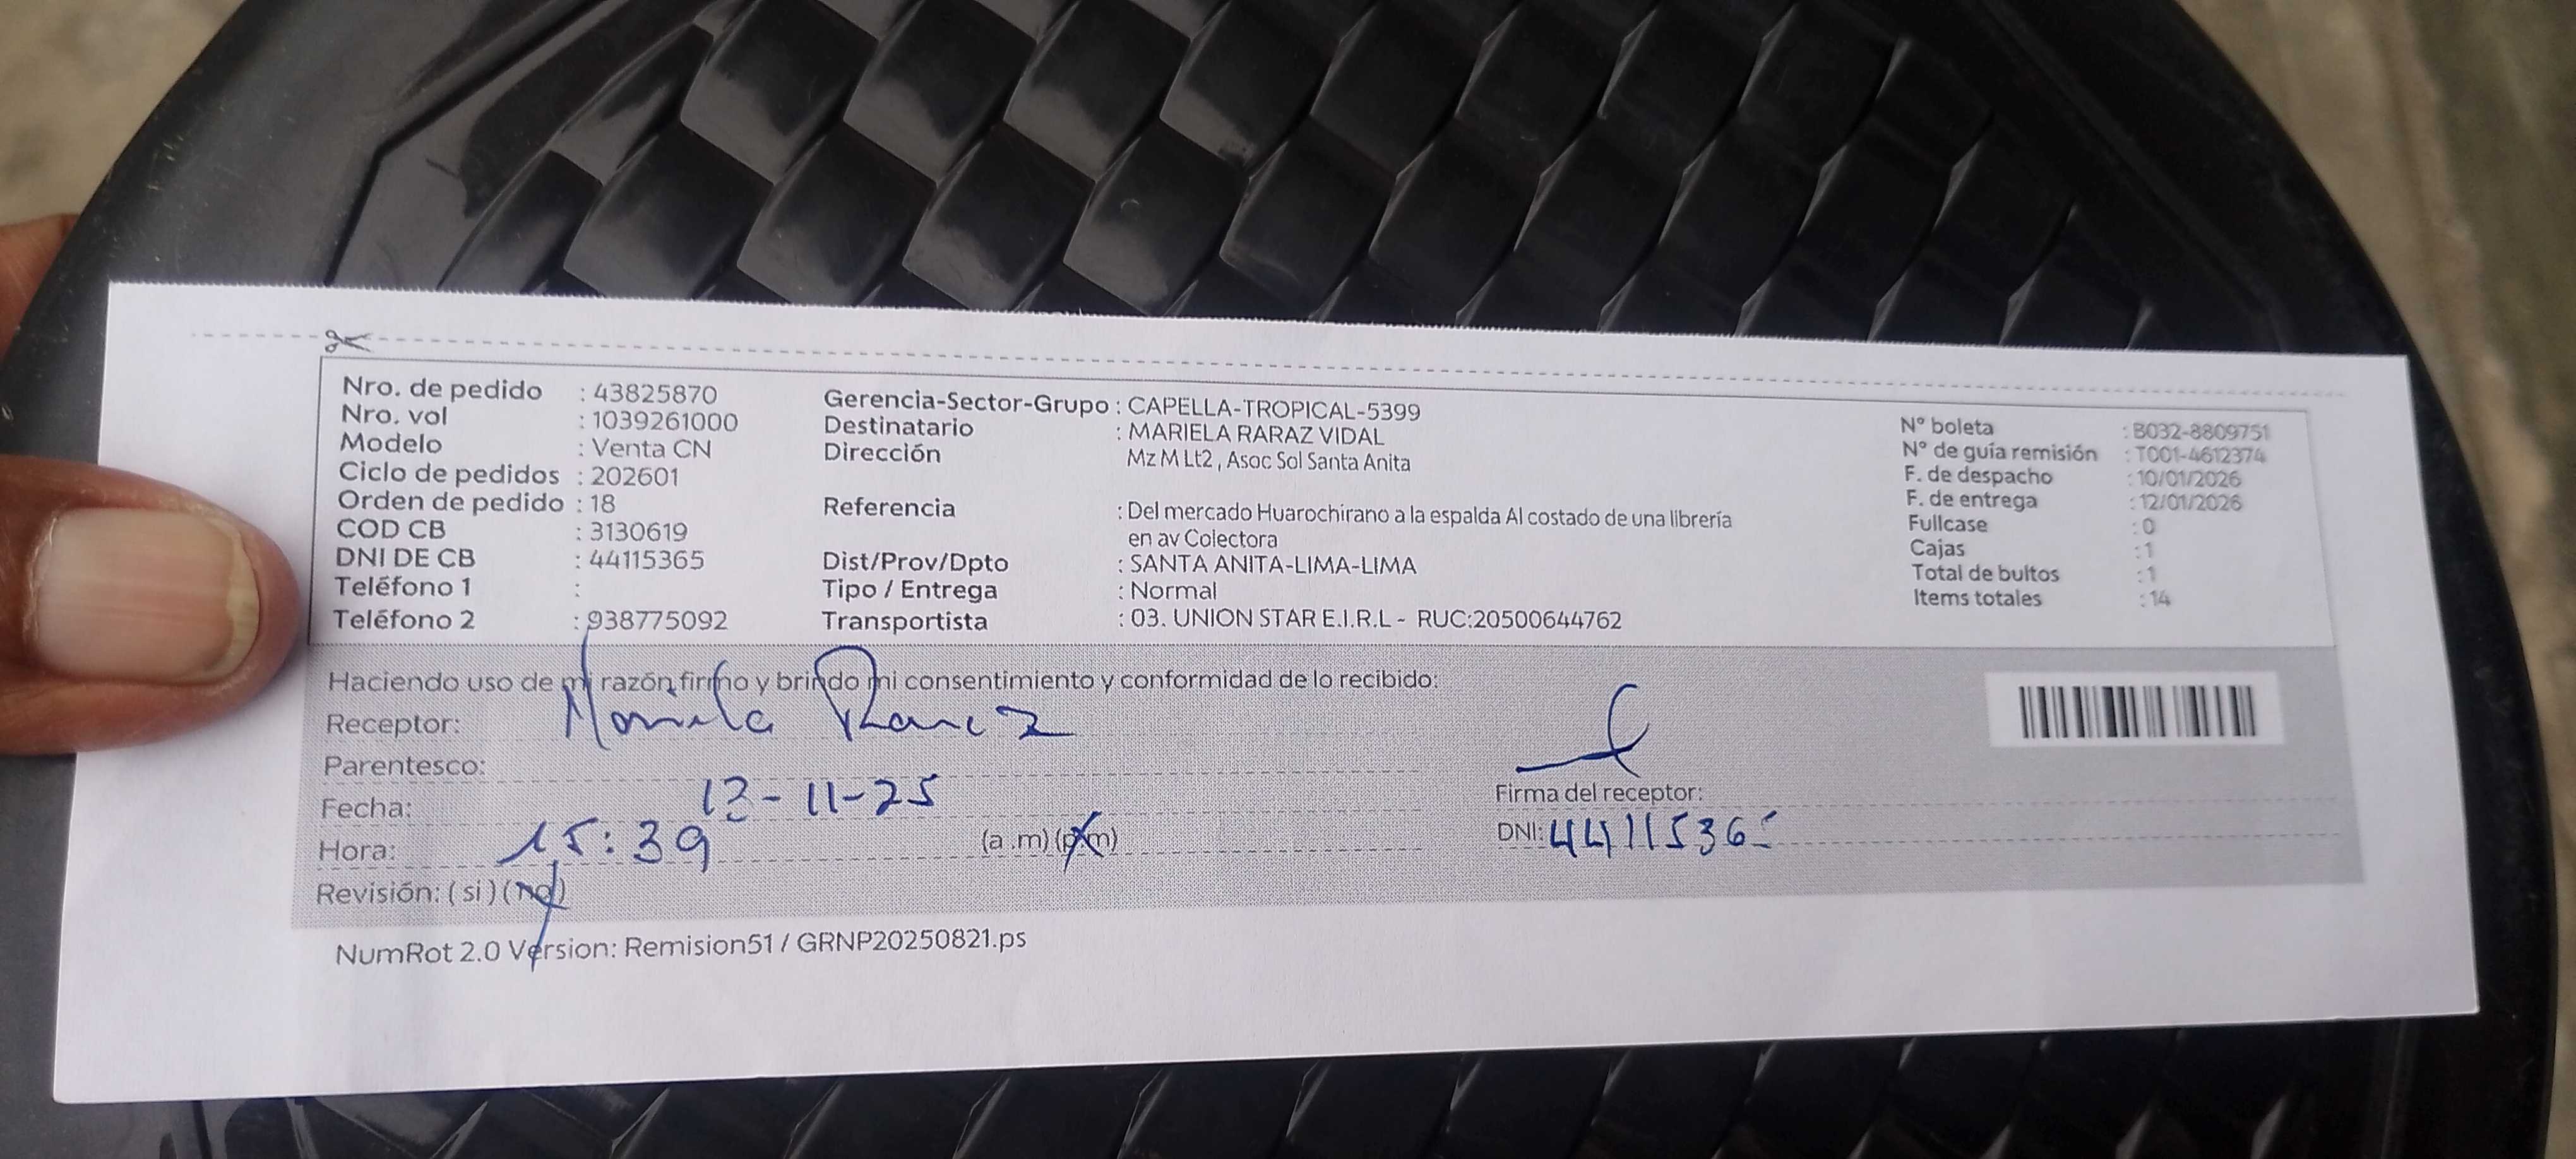 Nro. de pedido : 43825870
Nro. vol : 1039261000
Modelo : Venta CN
Ciclo de pedidos : 202601
Orden de pedido : 18
COD CB : 3130619
DNI DE CB : 44115365
Teléfono 1 :
Teléfono 2 : 938775092
Gerencia-Sector-Grupo : CAPELLA-TROPICAL-5399
Destinatario : MARIELA RARAZ VIDAL
Dirección Mz M Lt2 , Asoc Sol Santa Anita
Referencia : Del mercado Huarochirano a la espalda Al costado de una librería
en av Colectora
Dist/Prov/Dpto : SANTA ANITA-LIMA-LIMA
Tipo / Entrega : Normal
Transportista : 03. UNION STAR E.I.R.L - RUC:20500644762
N° boleta : B032-8809751
N° de guía remisión : T001-4612374
F. de despacho : 10/01/2026
F. de entrega : 12/01/2026
Fullcase : 0
Cajas : 1
Total de bultos : 1
Items totales : 14
Haciendo uso de mi razón, firmo y brindo mi consentimiento y conformidad de lo recibido:
Receptor:
Parentesco:
Fecha: -11-25
Hora: 15:39 (a .m) (p.m)
Revisión: ( si ) (no)
Firma del receptor:
DNI: 44115365
NumRot 2.0 Version: Remision51 / GRNP20250821.ps